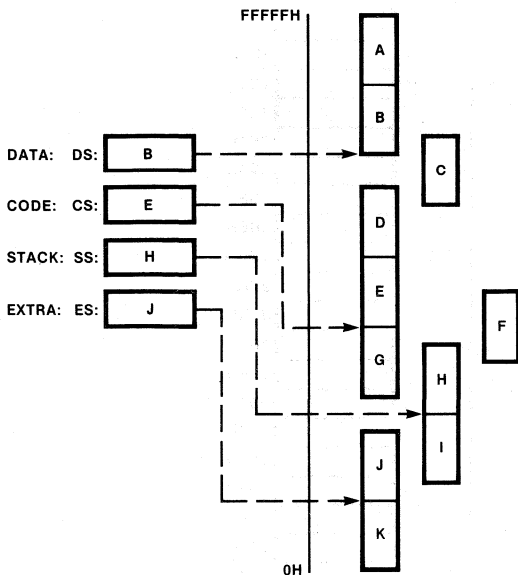 FFFFFH
A
B
DATA: DS: B
C
CODE: CS: E
D
STACK: SS: H
E
EXTRA: ES: J
F
G
H
I
J
K
0H